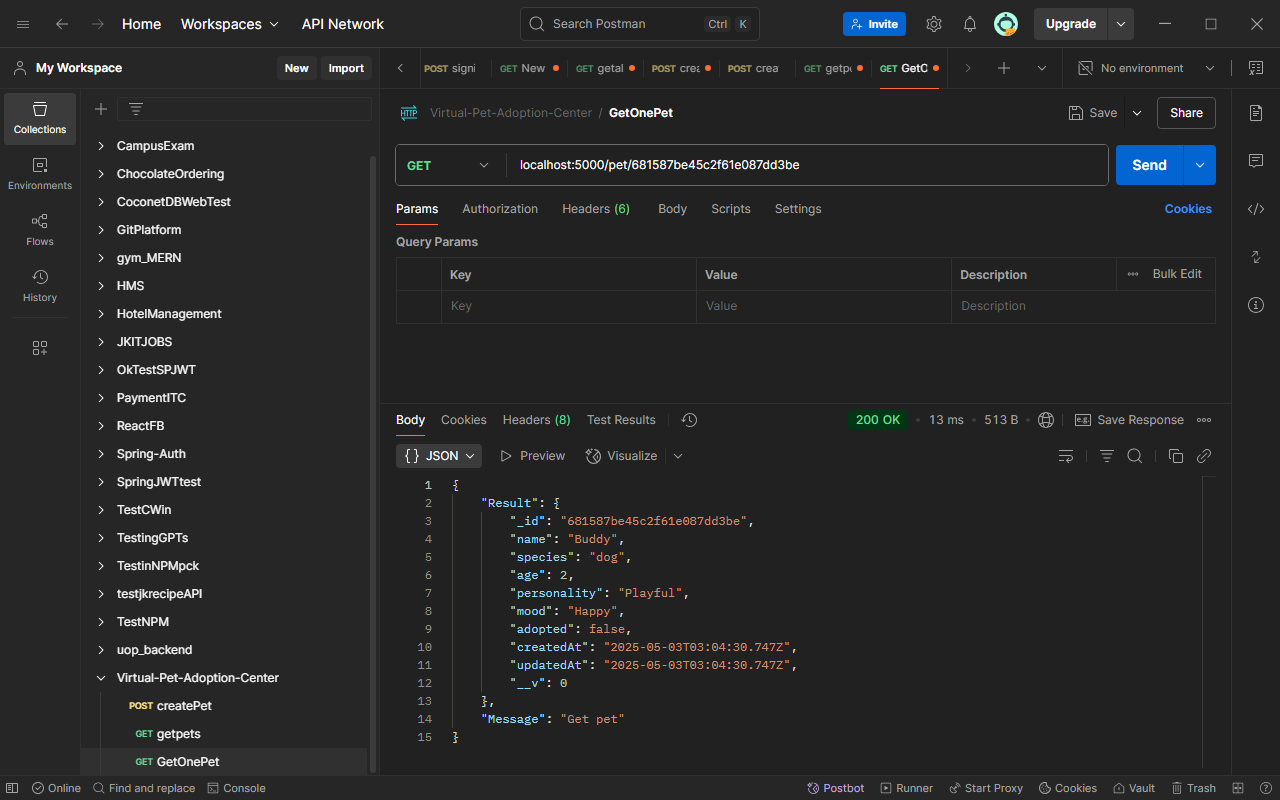 Home Workspaces API Network Search Postman Ctrl K Invite Upgrade
My Workspace New Import POST signi GET New GET getal POST crea POST crea GET getp GET GetO No environment
Collections
Environments
Flows
History
CampusExam
ChocolateOrdering
CoconetDBWebTest
GitPlatform
gym_MERN
HMS
HotelManagement
JKITJOBS
OkTestSPJWT
PaymentITC
ReactFB
Spring-Auth
SpringJWTtest
TestCWin
TestingGPTs
TestinNPMpck
testjkrecipeAPI
TestNPM
uop_backend
Virtual-Pet-Adoption-Center
POST createPet
GET getpets
GET GetOnePet
HTTP Virtual-Pet-Adoption-Center / GetOnePet Save Share
GET localhost:5000/pet/681587be45c2f61e087dd3be Send
Params Authorization Headers (6) Body Scripts Settings Cookies
Query Params
Key Value Description Bulk Edit
Key Value Description
Body Cookies Headers (8) Test Results 200 OK 13 ms 513 B e.g. Save Response
{} JSON Preview Visualize
1 {
2 "Result": {
3 "_id": "681587be45c2f61e087dd3be",
4 "name": "Buddy",
5 "species": "dog",
6 "age": 2,
7 "personality": "Playful",
8 "mood": "Happy",
9 "adopted": false,
10 "createdAt": "2025-05-03T03:04:30.747Z",
11 "updatedAt": "2025-05-03T03:04:30.747Z",
12 "__v": 0
13 },
14 "Message": "Get pet"
15 }
Online Find and replace Console Postbot Runner Start Proxy Cookies Vault Trash